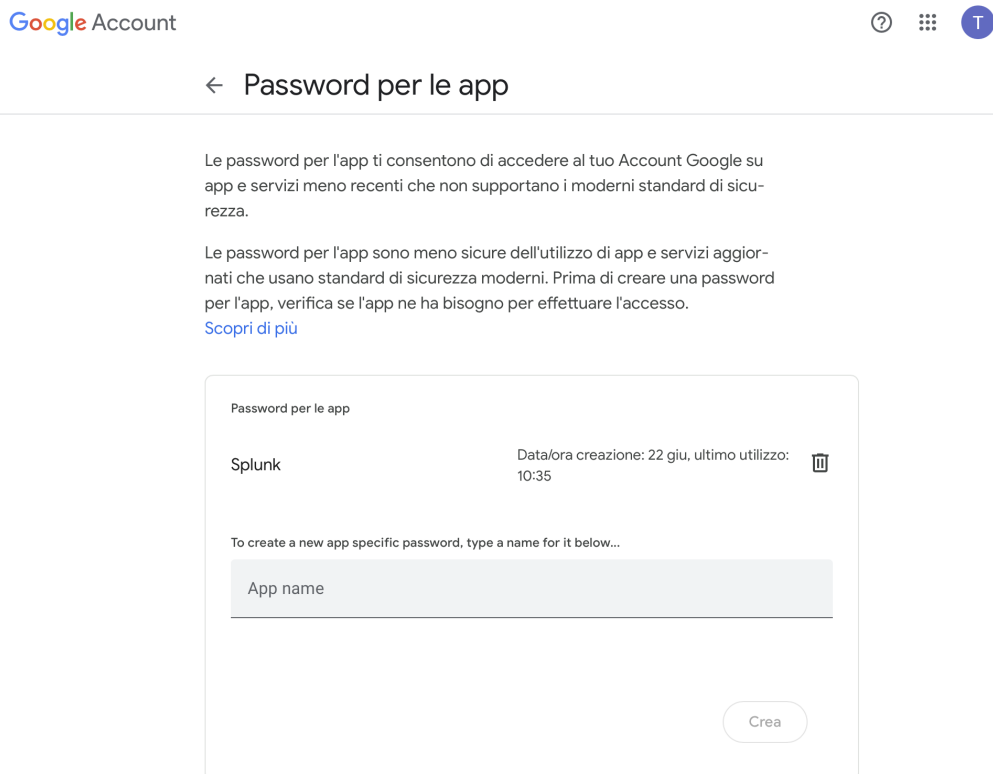 Google Account
T
Password per le app
Le password per l'app ti consentono di accedere al tuo Account Google su
app e servizi meno recenti che non supportano i moderni standard di sicu-
rezza.
Le password per l'app sono meno sicure dell'utilizzo di app e servizi aggior-
nati che usano standard di sicurezza moderni. Prima di creare una password
per l'app, verifica se l'app ne ha bisogno per effettuare l'accesso.
Scopri di più
Password per le app
Splunk
Data/ora creazione: 22 giu, ultimo utilizzo:
10:35
To create a new app specific password, type a name for it below...
App name
Crea